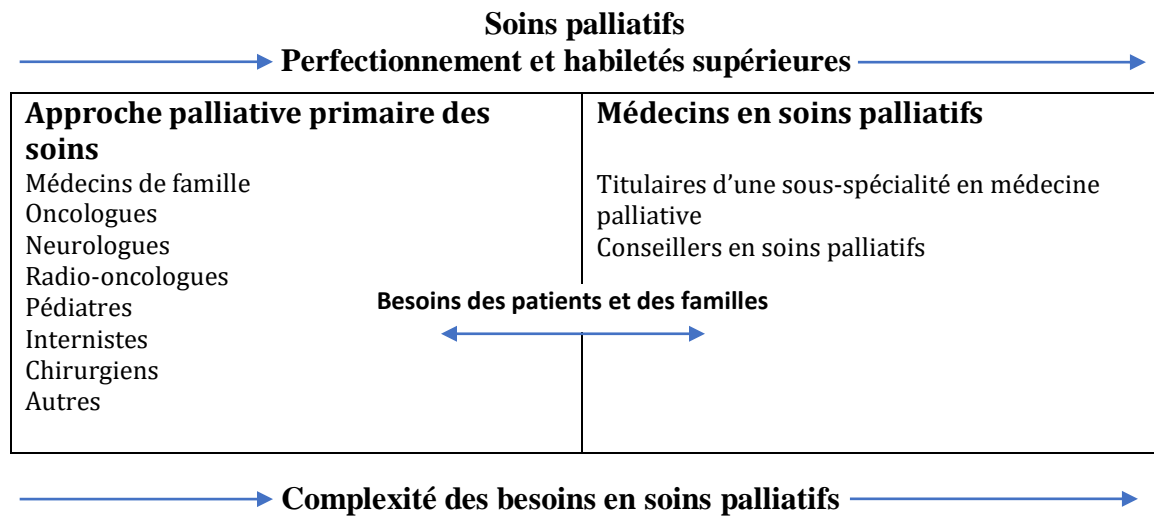 Soins palliatifs
Perfectionnement et habiletés supérieures
Approche palliative primaire des
soins
Médecins de famille
Oncologues
Neurologues
Radio-oncologues
Pédiatres
Internistes
Chirurgiens
Autres
Médecins en soins palliatifs
Titulaires d’une sous-spécialité en médecine
palliative
Conseillers en soins palliatifs
Besoins des patients et des familles
Complexité des besoins en soins palliatifs